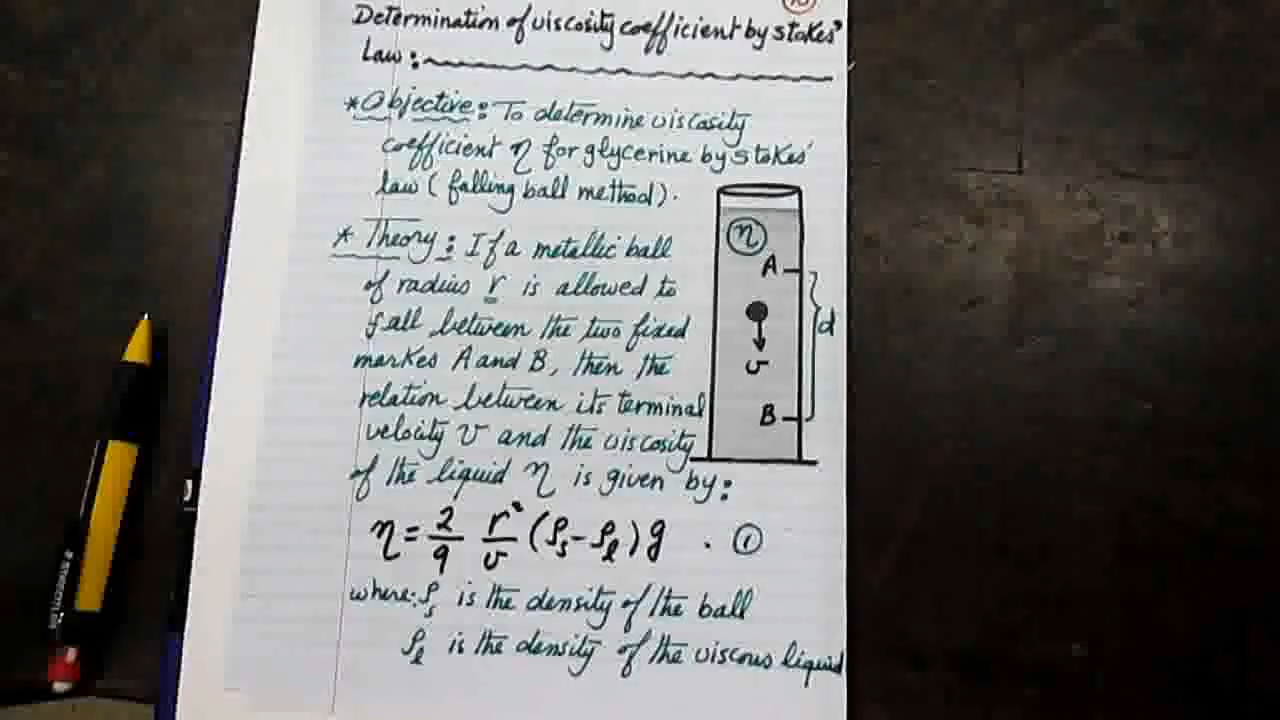 Determination of viscosity coefficient by stokes'
Law:
*Objective: To determine viscosity
coefficient η for glycerine by stokes'
law (falling ball method).
* Theory: If a metallic ball
of radius r is allowed to
fall between the two fixed
markes A and B, then the
relation between its terminal
velocity v and the viscosity
of the liquid η is given by:
η = 2/9 r²/v (ρs - ρl) g . ①
where: ρs is the density of the ball
ρl is the density of the viscous liquid
η
A
d
v
B